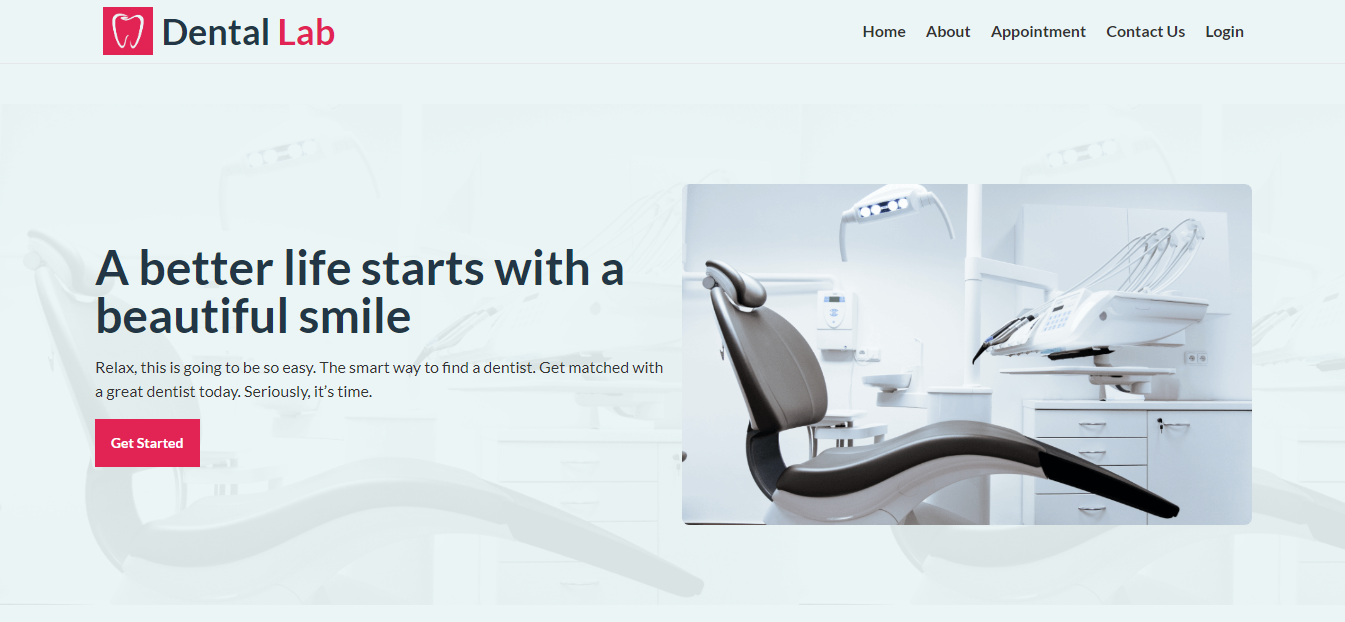 Dental Lab
Home About Appointment Contact Us Login
A better life starts with a
beautiful smile
Relax, this is going to be so easy. The smart way to find a dentist. Get matched with
a great dentist today. Seriously, it’s time.
Get Started